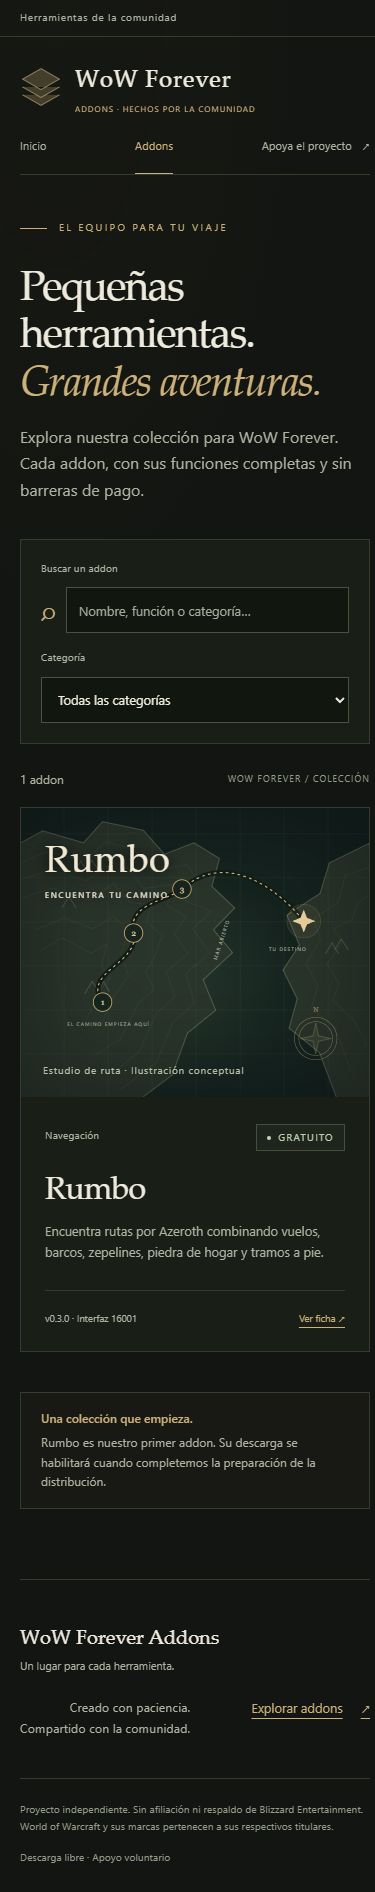 Herramientas de la comunidad
WoW Forever
ADDONS · HECHOS POR LA COMUNIDAD
Inicio
Addons
Apoya el proyecto ↗
EL EQUIPO PARA TU VIAJE
Pequeñas
herramientas.
Grandes aventuras.
Explora nuestra colección para WoW Forever.
Cada addon, con sus funciones completas y sin
barreras de pago.
Buscar un addon
Nombre, función o categoría...
Categoría
Todas las categorías
1 addon
WOW FOREVER / COLECCIÓN
Rumbo
ENCUENTRA TU CAMINO
3
2
MAR ABIERTO
TU DESTINO
1
N
EL CAMINO EMPIEZA AQUÍ
Estudio de ruta · Ilustración conceptual
Navegación
• GRATUITO
Rumbo
Encuentra rutas por Azeroth combinando vuelos,
barcos, zepelines, piedra de hogar y tramos a pie.
v0.3.0 · Interfaz 16001
Ver ficha ↗
Una colección que empieza.
Rumbo es nuestro primer addon. Su descarga se
habilitará cuando completemos la preparación de la
distribución.
WoW Forever Addons
Un lugar para cada herramienta.
Creado con paciencia.
Compartido con la comunidad.
Explorar addons ↗
Proyecto independiente. Sin afiliación ni respaldo de Blizzard Entertainment.
World of Warcraft y sus marcas pertenecen a sus respectivos titulares.
Descarga libre · Apoyo voluntario